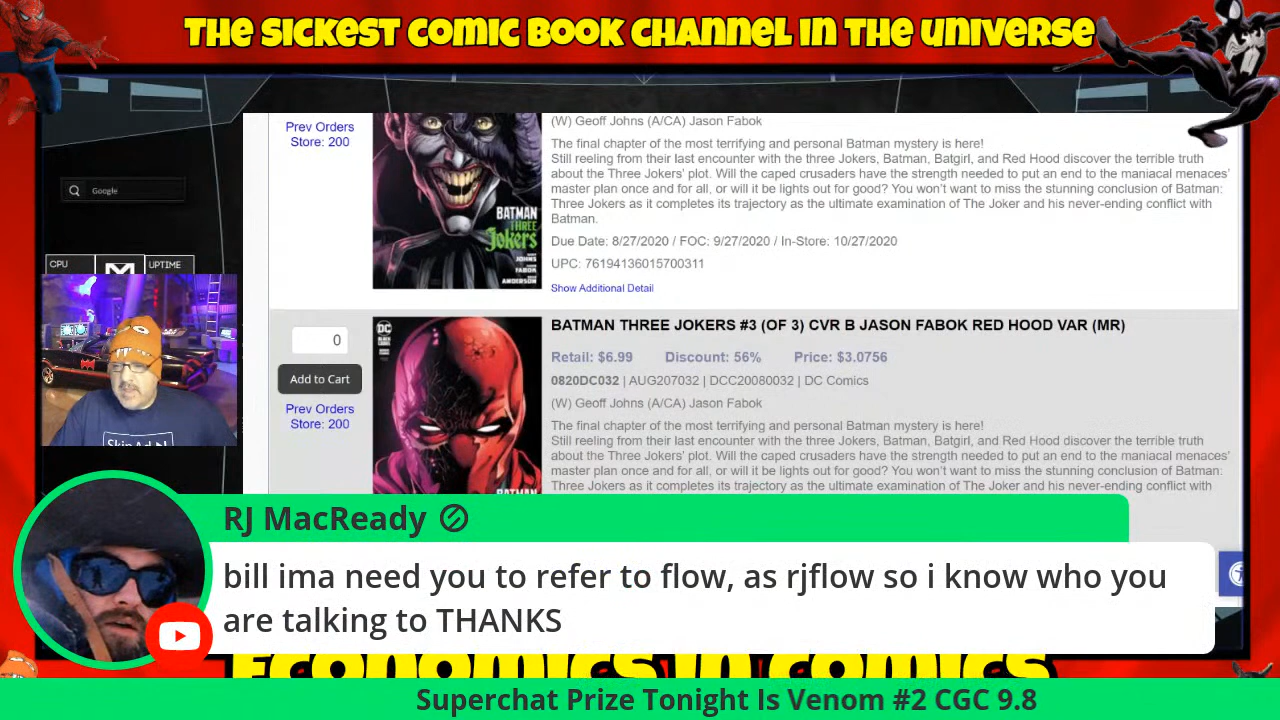 THE SICKEST COMIC BOOK CHANNEL IN THE UNIVERSE
Google
CPU
UPTIME
Skip Ad
Prev Orders
Store: 200
BATMAN
THREE
Jokers
JOHNS
FABOK
ANDERSON
(W) Geoff Johns (A/CA) Jason Fabok
The final chapter of the most terrifying and personal Batman mystery is here!
Still reeling from their last encounter with the three Jokers, Batman, Batgirl, and Red Hood discover the terrible truth
about the Three Jokers' plot. Will the caped crusaders have the strength needed to put an end to the maniacal menaces'
master plan once and for all, or will it be lights out for good? You won't want to miss the stunning conclusion of Batman:
Three Jokers as it completes its trajectory as the ultimate examination of The Joker and his never-ending conflict with
Batman.
Due Date: 8/27/2020 / FOC: 9/27/2020 / In-Store: 10/27/2020
UPC: 76194136015700311
Show Additional Detail
0
Add to Cart
Prev Orders
Store: 200
DC
BATMAN
BATMAN THREE JOKERS #3 (OF 3) CVR B JASON FABOK RED HOOD VAR (MR)
Retail: $6.99 Discount: 56% Price: $3.0756
0820DC032 | AUG207032 | DCC20080032 | DC Comics
(W) Geoff Johns (A/CA) Jason Fabok
The final chapter of the most terrifying and personal Batman mystery is here!
Still reeling from their last encounter with the three Jokers, Batman, Batgirl, and Red Hood discover the terrible truth
about the Three Jokers' plot. Will the caped crusaders have the strength needed to put an end to the maniacal menaces'
master plan once and for all, or will it be lights out for good? You won't want to miss the stunning conclusion of Batman:
Three Jokers as it completes its trajectory as the ultimate examination of The Joker and his never-ending conflict with
RJ MacReady
bill ima need you to refer to flow, as rjflow so i know who you
are talking to THANKS
Economics in comics
Superchat Prize Tonight Is Venom #2 CGC 9.8